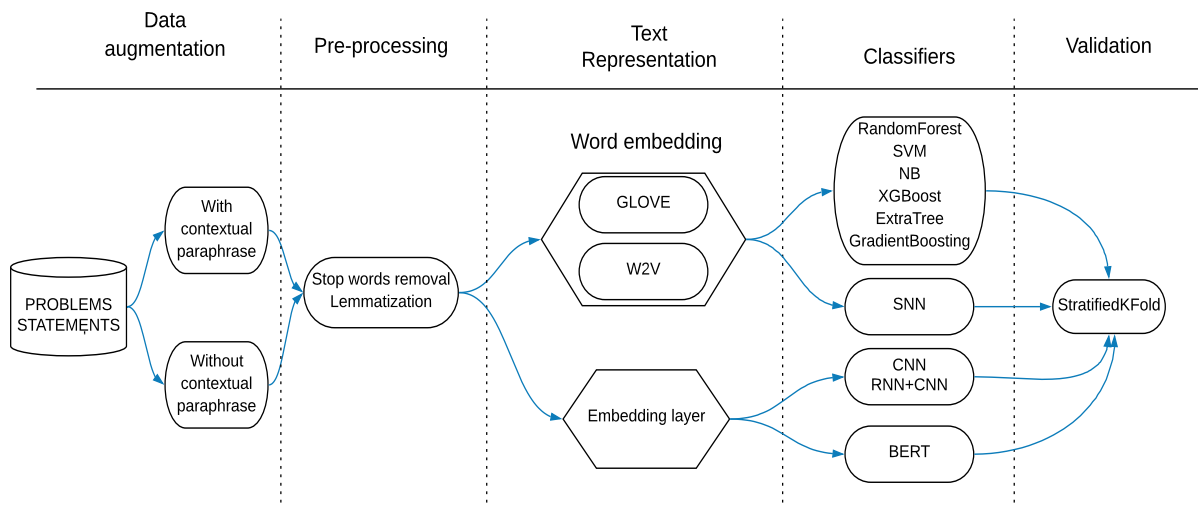 Data
augmentation
Pre-processing
Text
Representation
Classifiers
Validation
PROBLEMS
STATEMENTS
With
contextual
paraphrase
Without
contextual
paraphrase
Stop words removal
Lemmatization
Word embedding
GLOVE
W2V
Embedding layer
RandomForest
SVM
NB
XGBoost
ExtraTree
GradientBoosting
SNN
CNN
RNN+CNN
BERT
StratifiedKFold